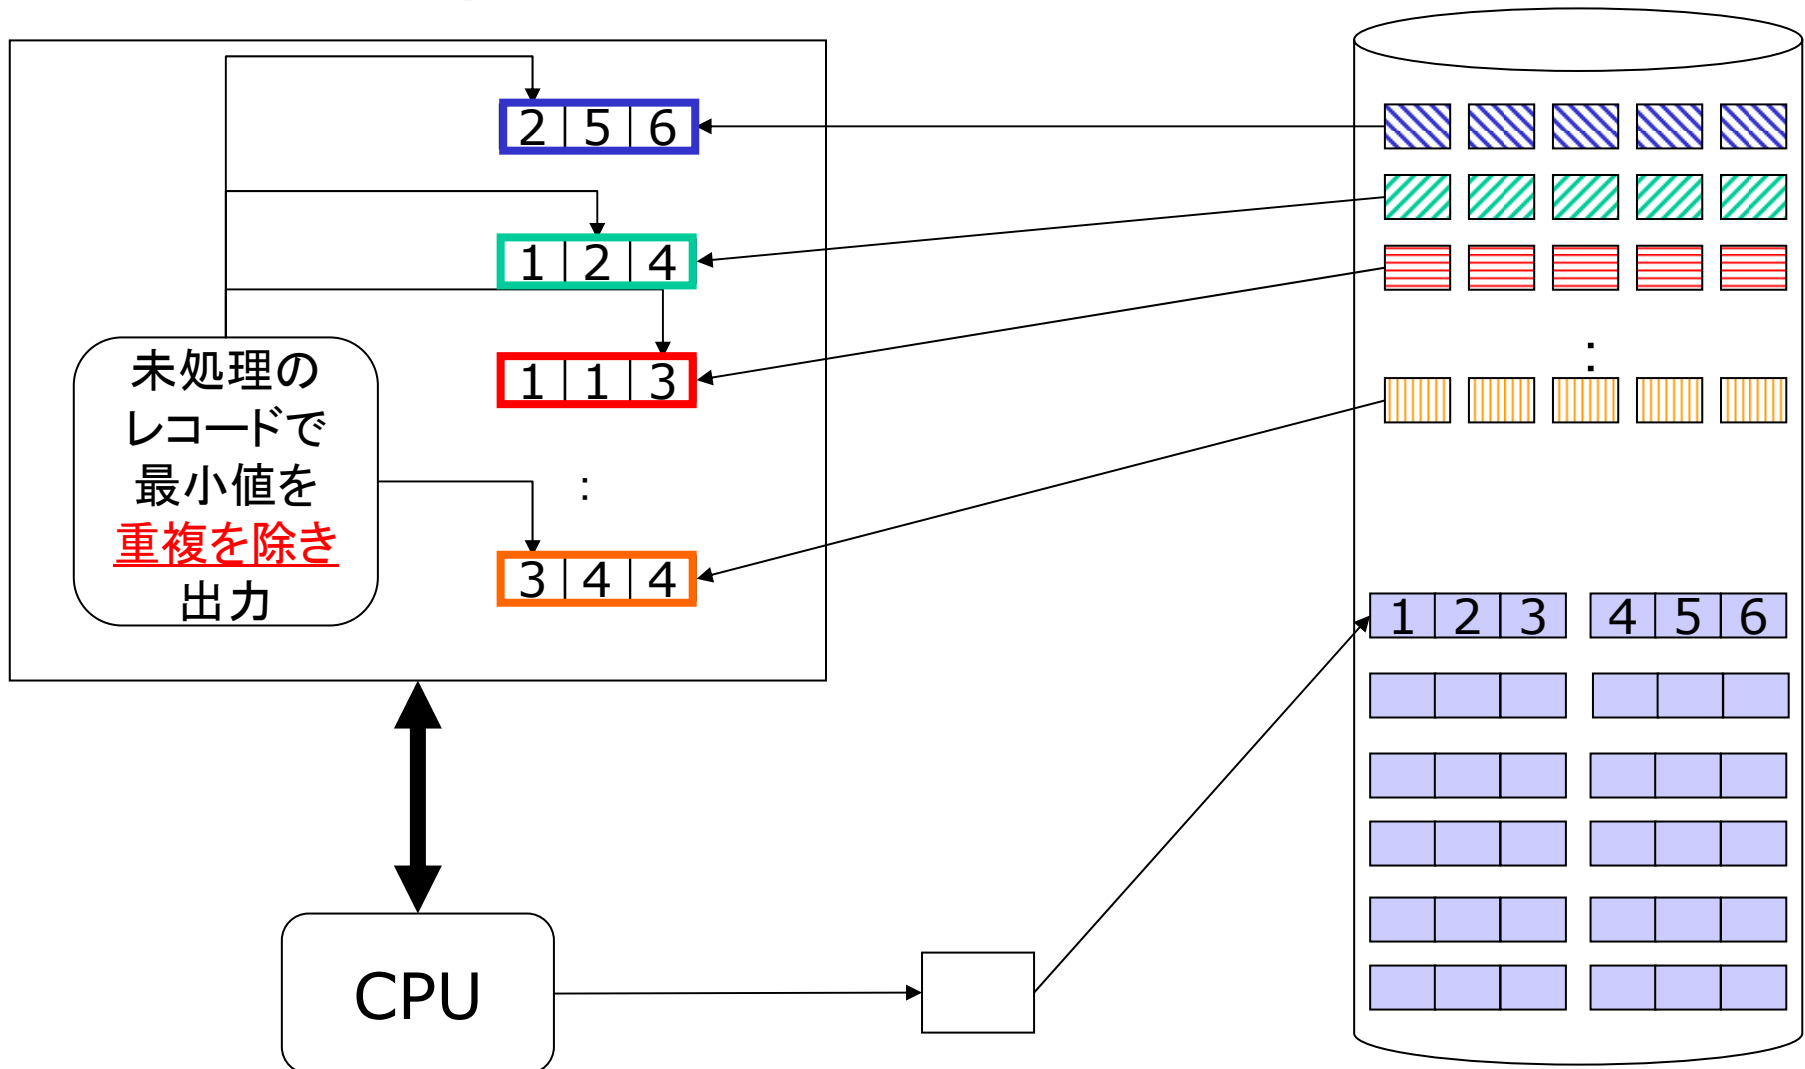 2 5 6
1 2 4
1 1 3
:
:
3 4 4
未処理の
レコードで
最小値を
重複を除き
出力
1 2 3 4 5 6
CPU